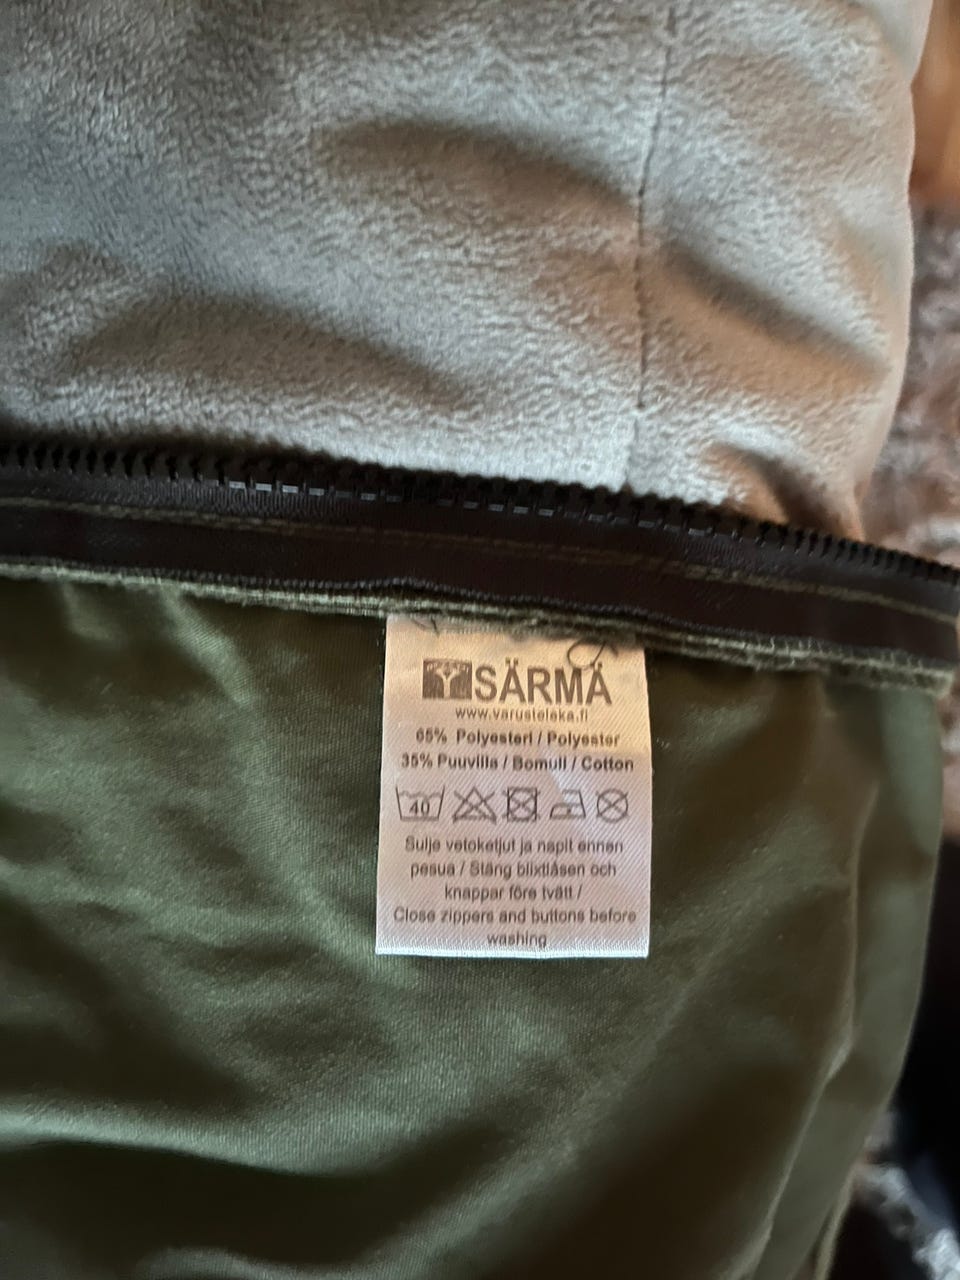 SÄRMÄ
www.varusteleka.fi
65% Polyesteri / Polyester
35% Puuvilla / Bomull / Cotton
40
Sulje vetoketjut ja napit ennen
pesua / Stäng blixtlåsen och
knappar före tvätt /
Close zippers and buttons before
washing